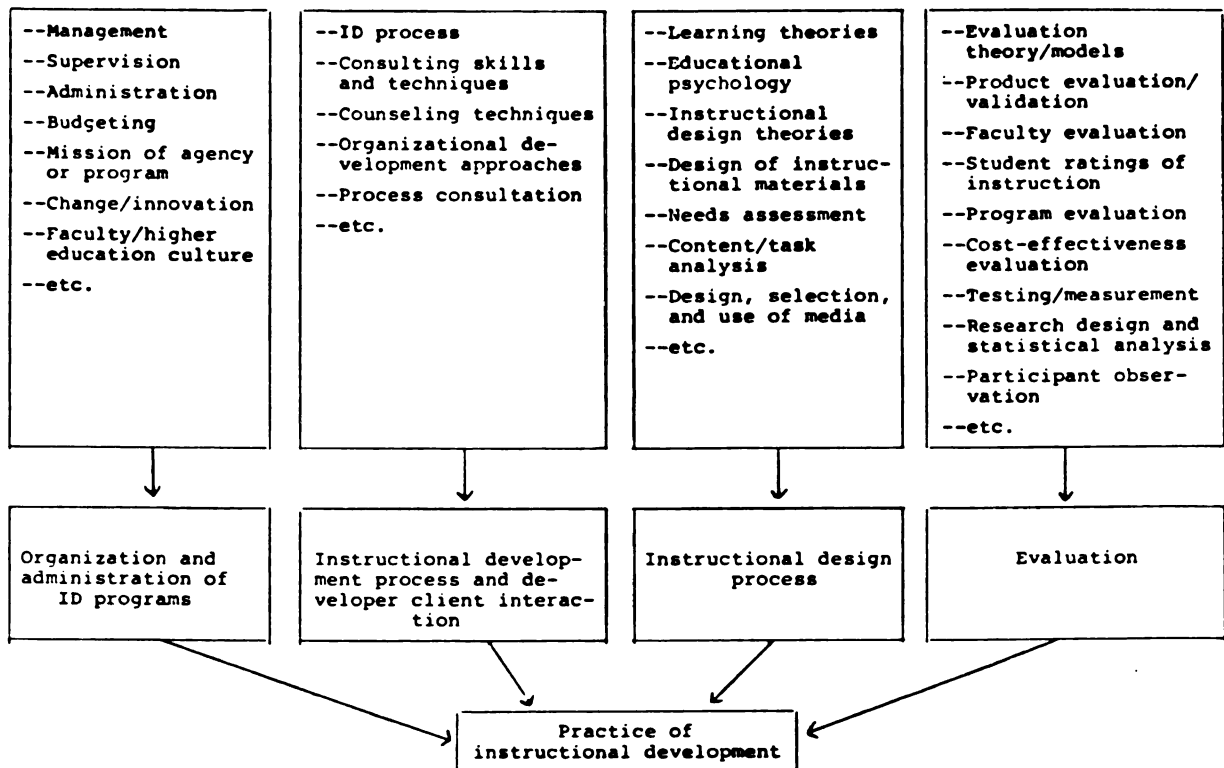 --Management
--Supervision
--Administration
--Budgeting
--Mission of agency
or program
--Change/innovation
--Faculty/higher
education culture
--etc.
--ID process
--Consulting skills
and techniques
--Counseling techniques
--Organizational de-
velopment approaches
--Process consultation
--etc.
--Learning theories
--Educational
psychology
--Instructional
design theories
--Design of instruc-
tional materials
--Needs assessment
--Content/task
analysis
--Design, selection,
and use of media
--etc.
--Evaluation
theory/models
--Product evaluation/
validation
--Faculty evaluation
--Student ratings of
instruction
--Program evaluation
--Cost-effectiveness
evaluation
--Testing/measurement
--Research design and
statistical analysis
--Participant obser-
vation
--etc.
Organization and
administration of
ID programs
Instructional develop-
ment process and de-
veloper client interac-
tion
Instructional design
process
Evaluation
Practice of
instructional development